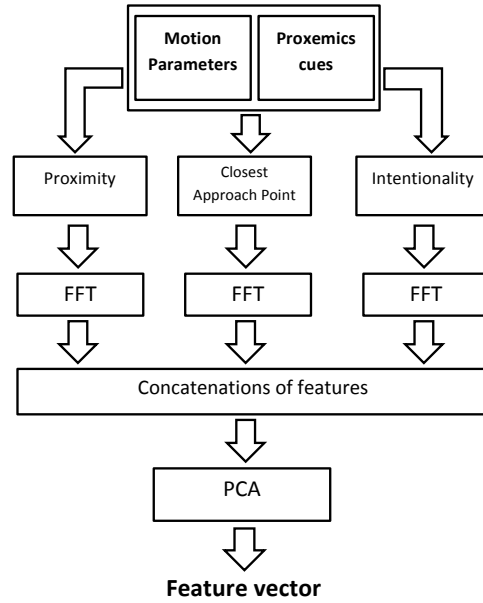 Motion
Parameters
Proxemics
cues
Proximity
Closest
Approach Point
Intentionality
FFT
FFT
FFT
Concatenations of features
PCA
Feature vector